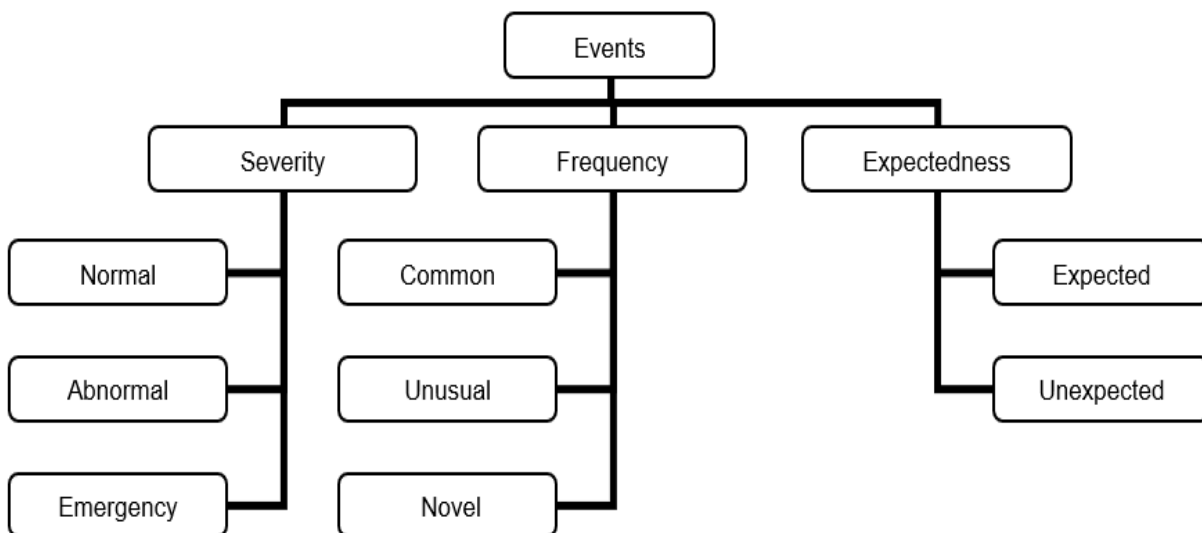 Events
Severity
Frequency
Expectedness
Normal
Common
Expected
Abnormal
Unusual
Unexpected
Emergency
Novel